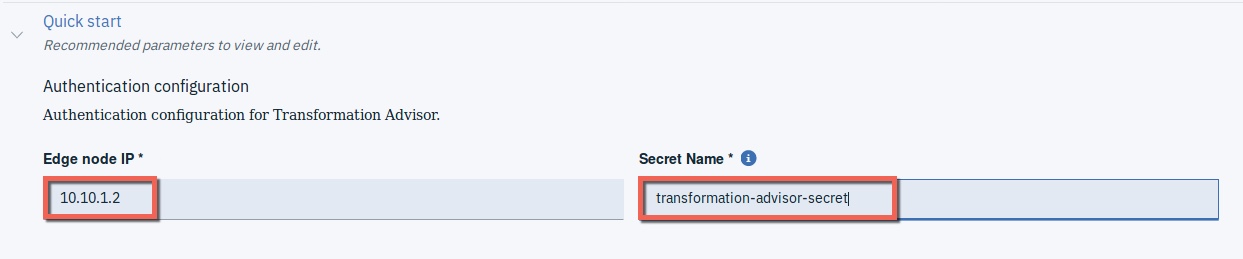 Quick start
Recommended parameters to view and edit.
Authentication configuration
Authentication configuration for Transformation Advisor.
Edge node IP * Secret Name * i
10.10.1.2 transformation-advisor-secret